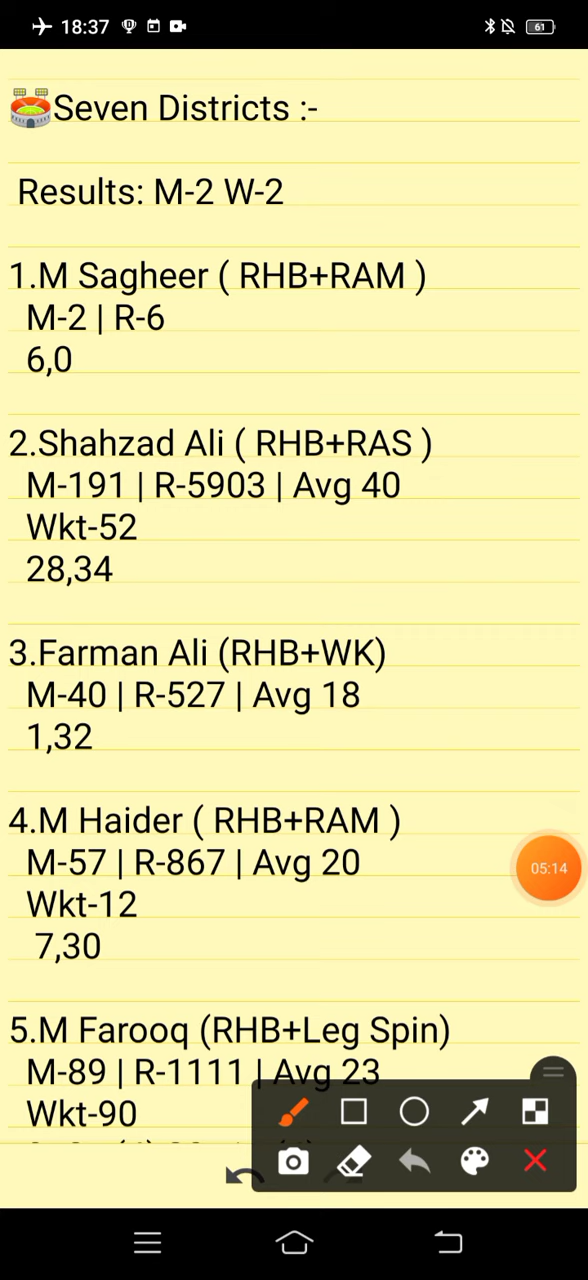 18:37
61
Seven Districts :-
Results: M-2 W-2
1.M Sagheer ( RHB+RAM )
M-2 | R-6
6,0
2.Shahzad Ali ( RHB+RAS )
M-191 | R-5903 | Avg 40
Wkt-52
28,34
3.Farman Ali (RHB+WK)
M-40 | R-527 | Avg 18
1,32
4.M Haider ( RHB+RAM )
M-57 | R-867 | Avg 20
Wkt-12
7,30
05:14
5.M Farooq (RHB+Leg Spin)
M-89 | R-1111 | Avg 23
Wkt-90